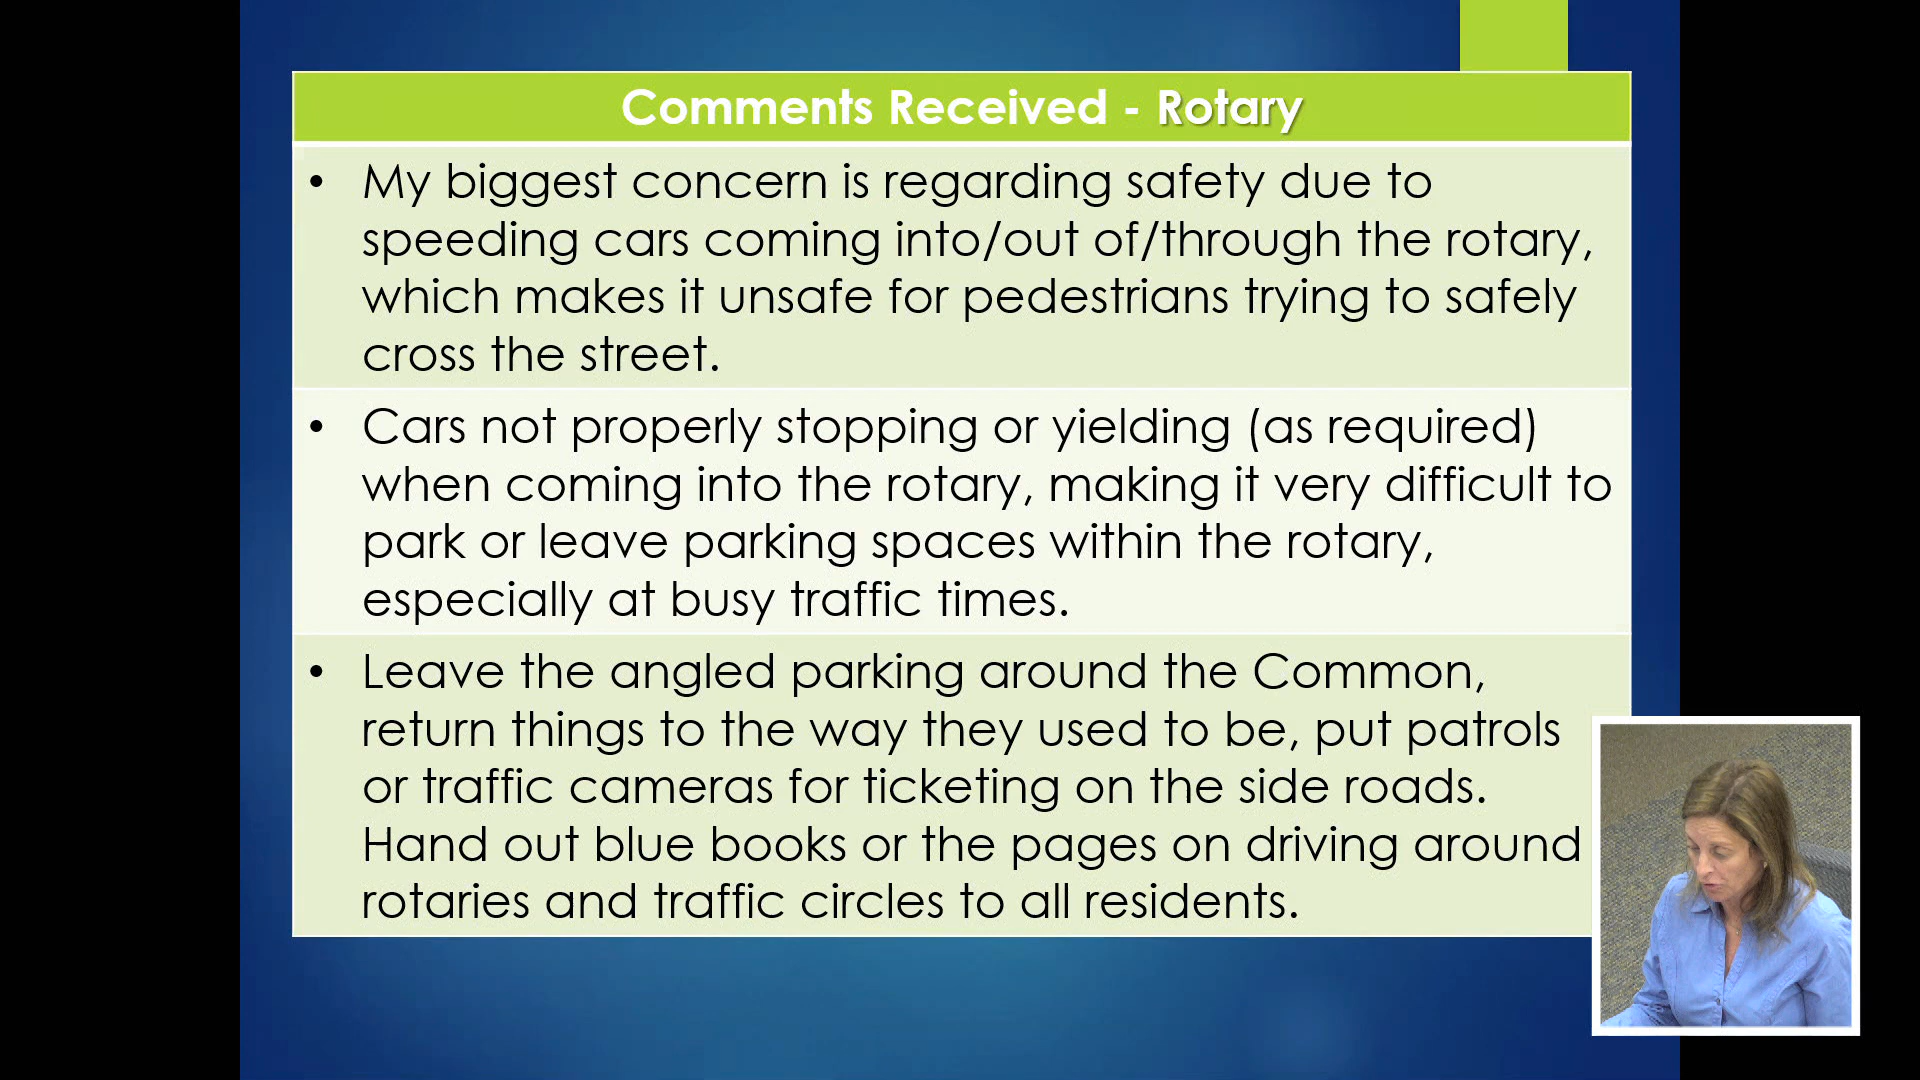 Comments Received - Rotary
• My biggest concern is regarding safety due to
speeding cars coming into/out of/through the rotary,
which makes it unsafe for pedestrians trying to safely
cross the street.
• Cars not properly stopping or yielding (as required)
when coming into the rotary, making it very difficult to
park or leave parking spaces within the rotary,
especially at busy traffic times.
• Leave the angled parking around the Common,
return things to the way they used to be, put patrols
or traffic cameras for ticketing on the side roads.
Hand out blue books or the pages on driving around
rotaries and traffic circles to all residents.